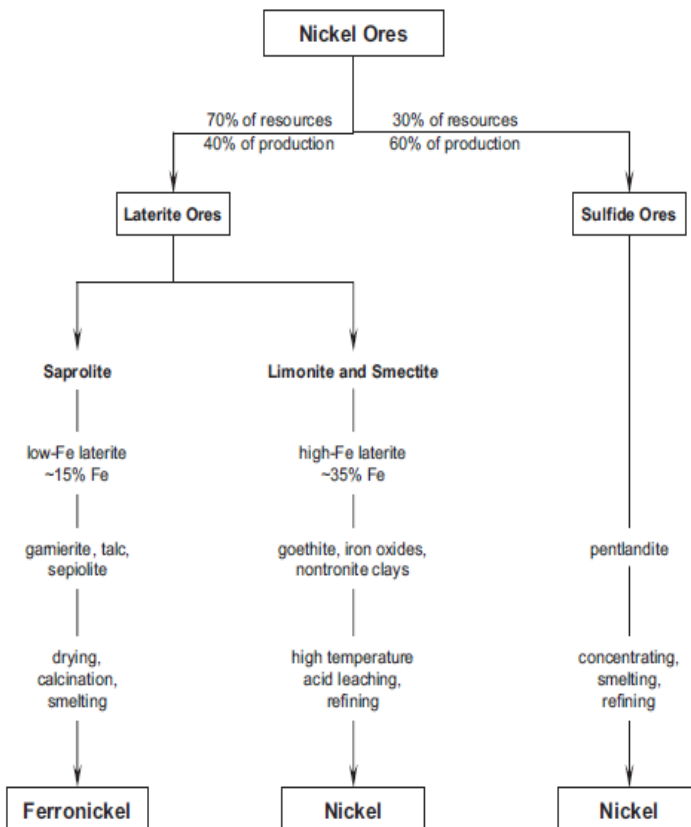 Nickel Ores
70% of resources
40% of production
30% of resources
60% of production
Laterite Ores
Sulfide Ores
Saprolite
Limonite and Smectite
low-Fe laterite
~15% Fe
high-Fe laterite
~35% Fe
garnierite, talc,
sepiolite
goethite, iron oxides,
nontronite clays
pentlandite
drying,
calcination,
smelting
high temperature
acid leaching,
refining
concentrating,
smelting,
refining
Ferronickel
Nickel
Nickel